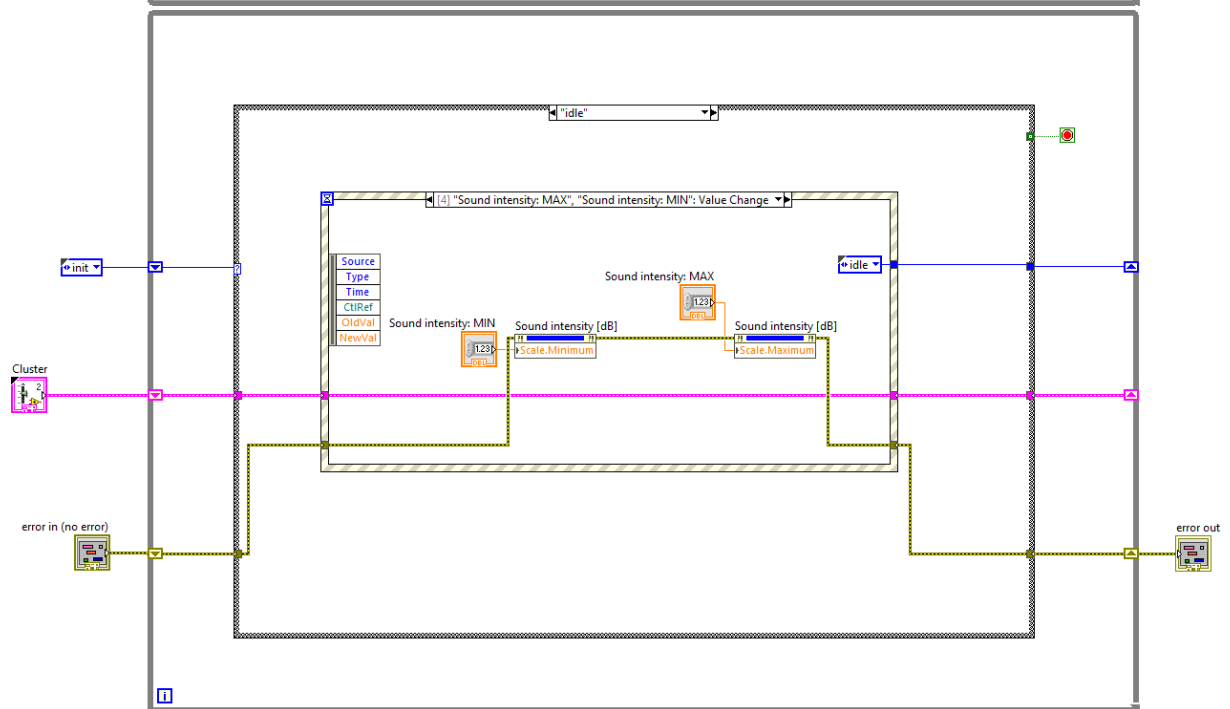 "idle"
[4] "Sound intensity: MAX", "Sound intensity: MIN": Value Change
init
?
Source
Type
Time
CtlRef
OldVal
NewVal
idle
Sound intensity: MAX
1.23
DBL
Sound intensity: MIN
1.23
DBL
Sound intensity [dB]
Scale.Minimum
Sound intensity [dB]
Scale.Maximum
Cluster
2
error in (no error)
error out
i